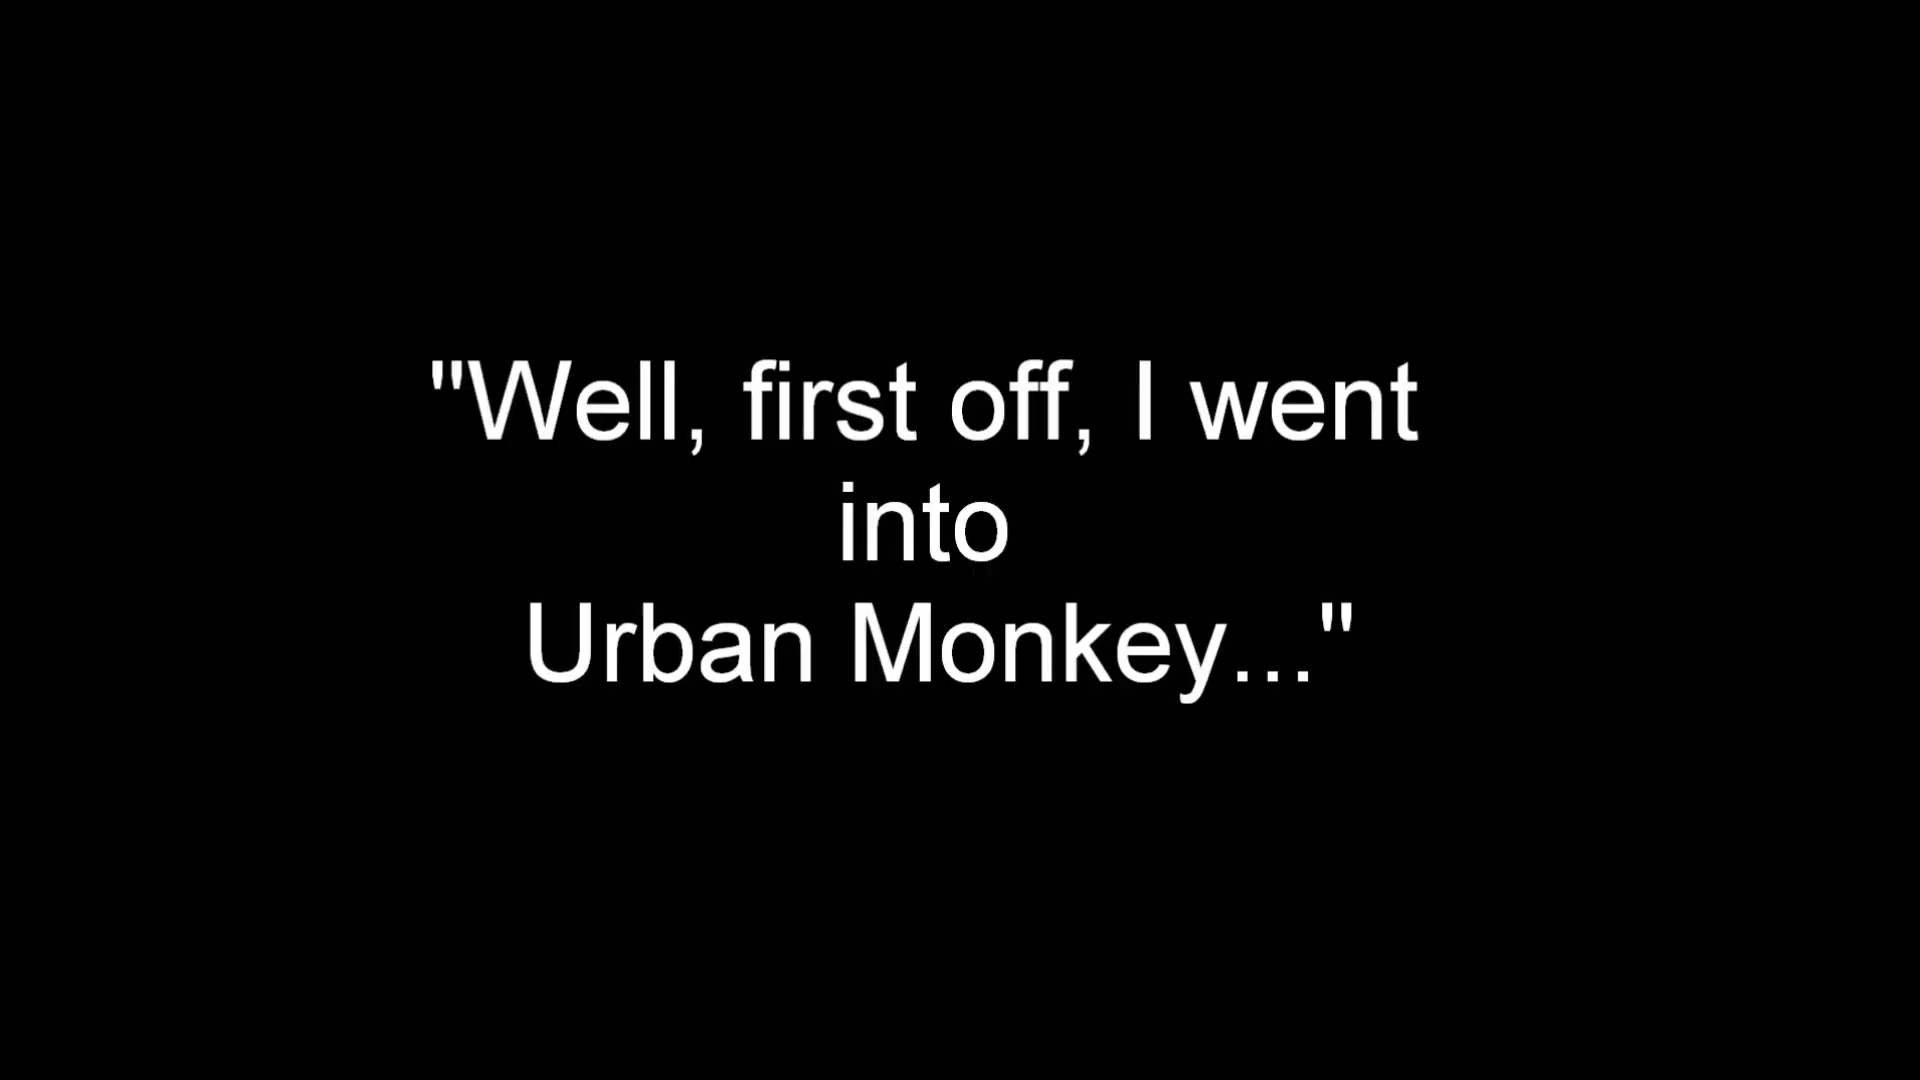 "Well, first off, I went
into
Urban Monkey..."